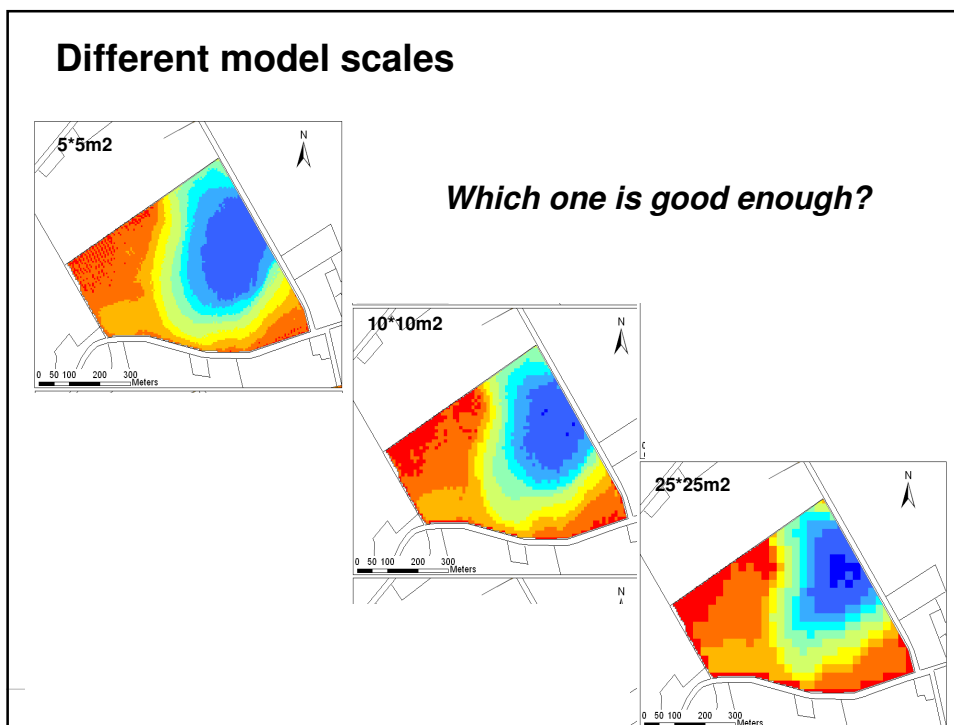 Different model scales
5*5m2
N
Which one is good enough?
0 50 100 200 300
Meters
10*10m2
N
0 50 100 200 300
Meters
N
25*25m2
N
0 50 100 200 300
Meters